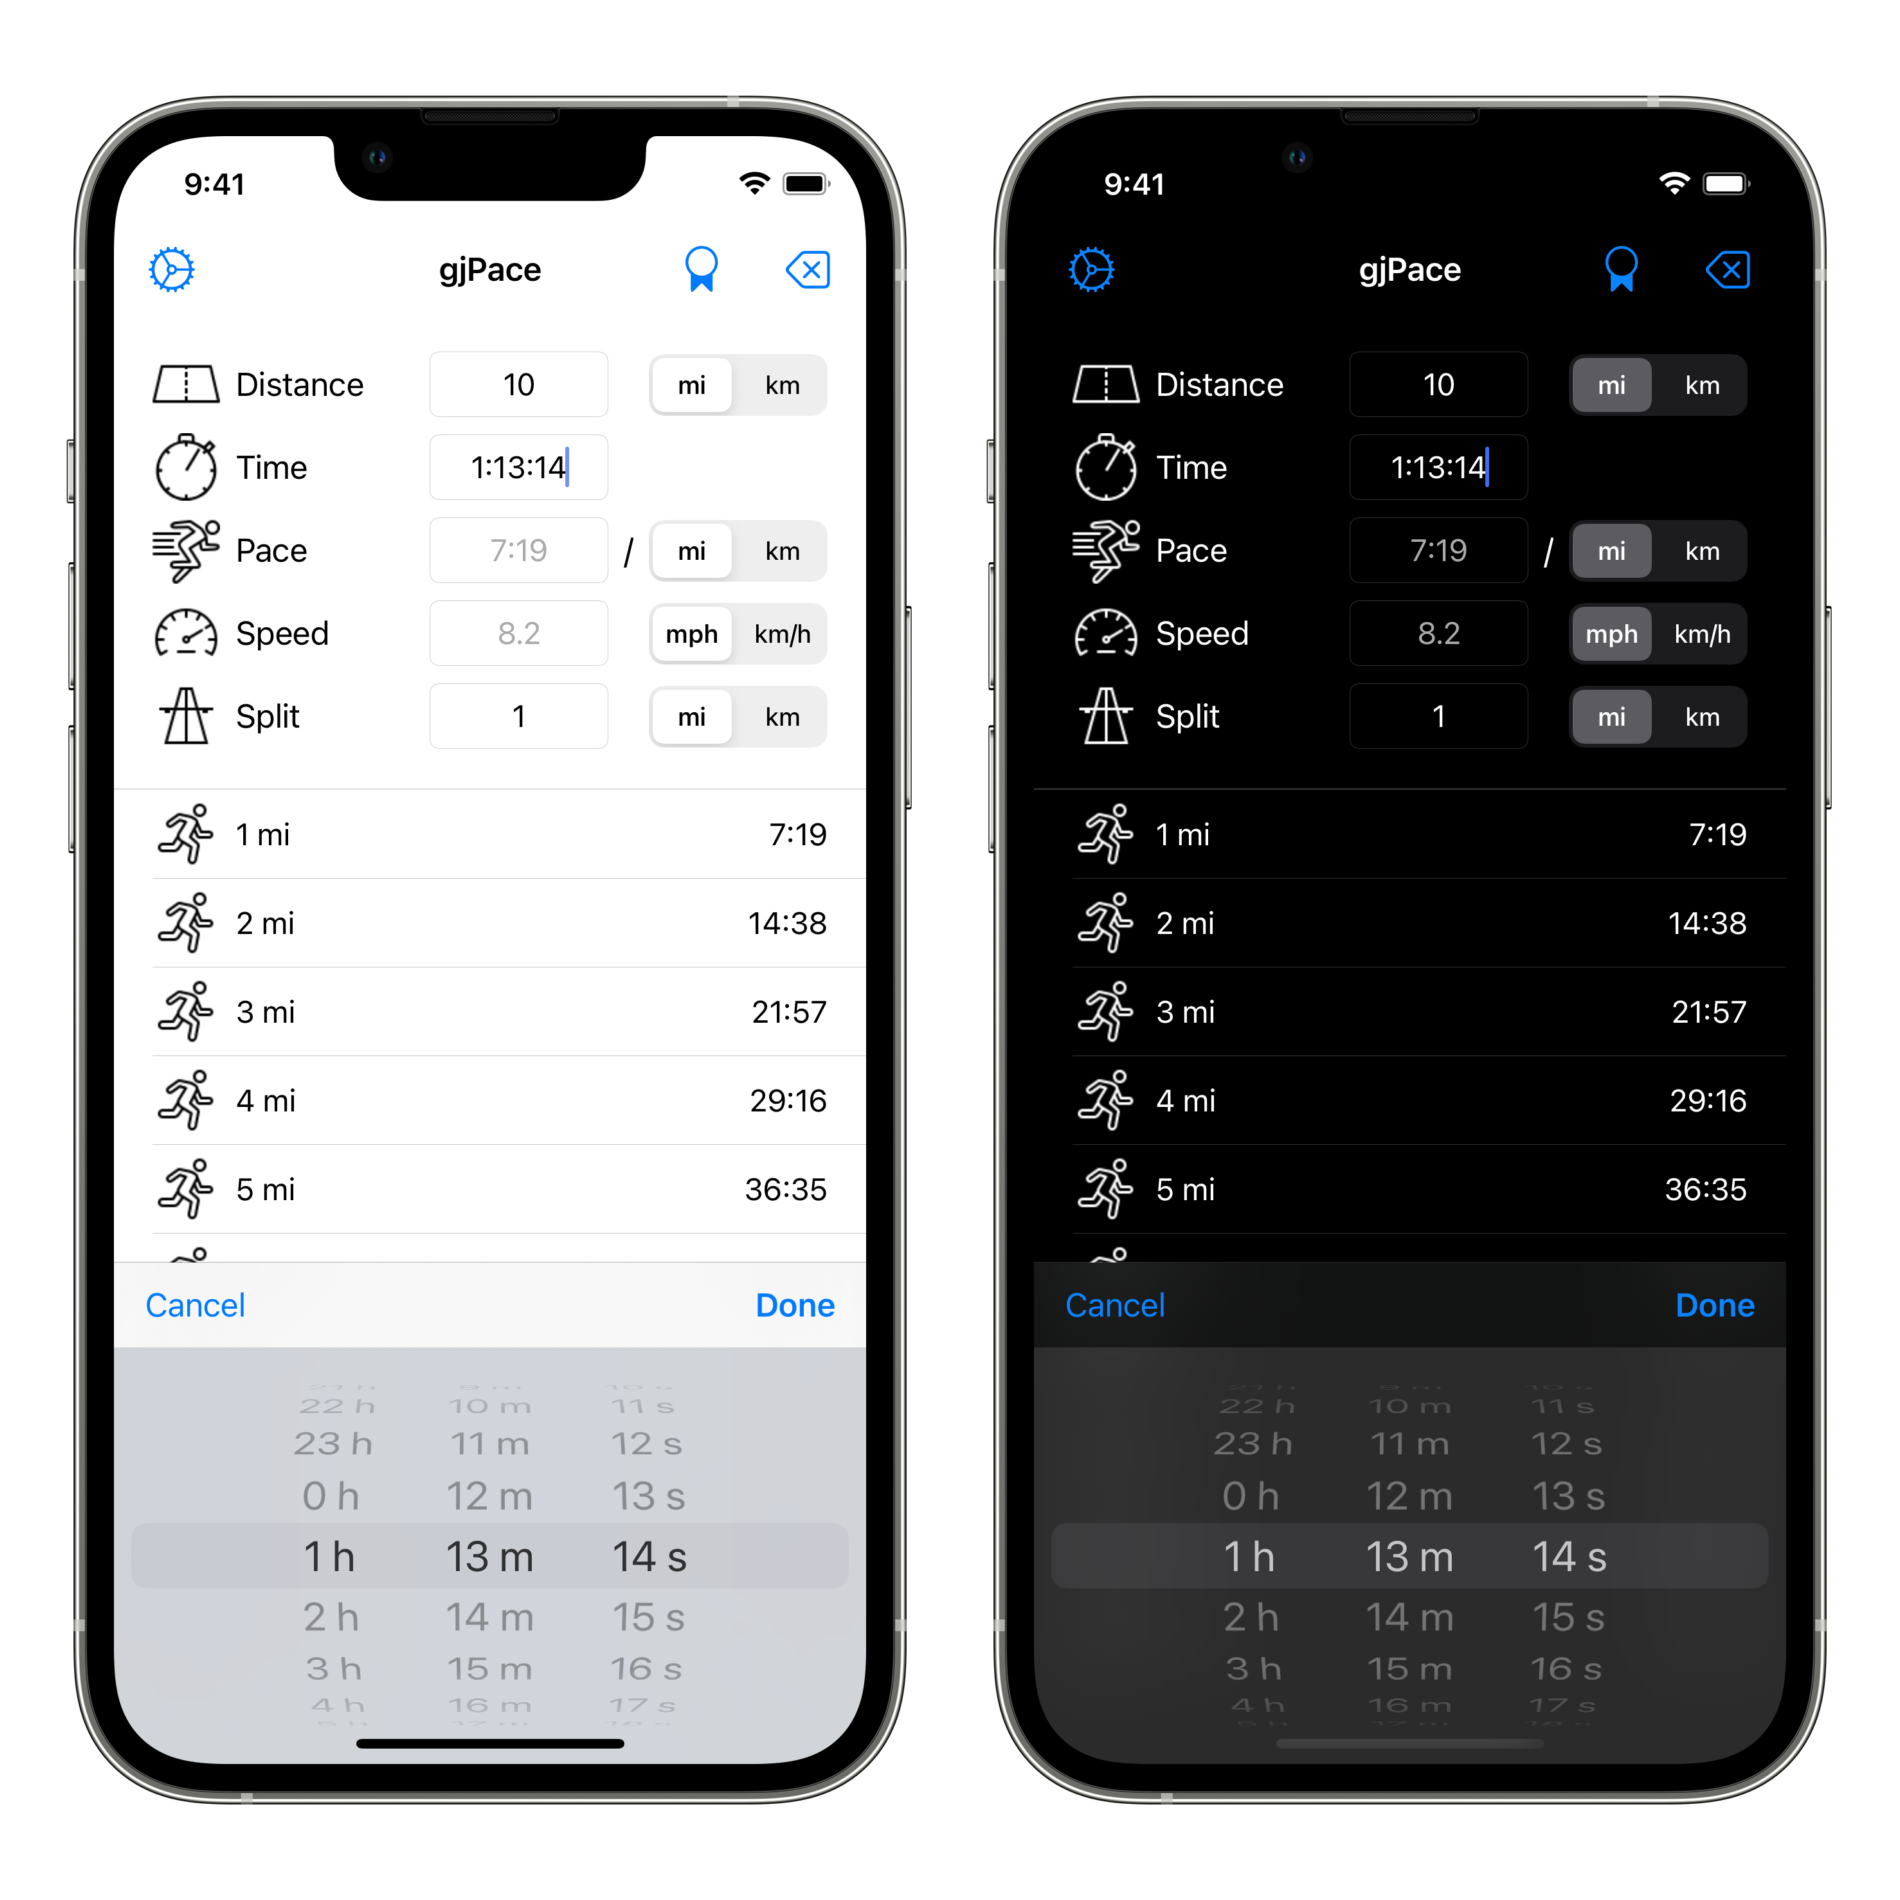 9:41
gjPace
Distance 10 mi km
Time 1:13:14
Pace 7:19 / mi km
Speed 8.2 mph km/h
Split 1 mi km
1 mi 7:19
2 mi 14:38
3 mi 21:57
4 mi 29:16
5 mi 36:35
Cancel Done
22 h 10 m 11 s
23 h 11 m 12 s
0 h 12 m 13 s
1 h 13 m 14 s
2 h 14 m 15 s
3 h 15 m 16 s
4 h 16 m 17 s
9:41
gjPace
Distance 10 mi km
Time 1:13:14
Pace 7:19 / mi km
Speed 8.2 mph km/h
Split 1 mi km
1 mi 7:19
2 mi 14:38
3 mi 21:57
4 mi 29:16
5 mi 36:35
Cancel Done
22 h 10 m 11 s
23 h 11 m 12 s
0 h 12 m 13 s
1 h 13 m 14 s
2 h 14 m 15 s
3 h 15 m 16 s
4 h 16 m 17 s